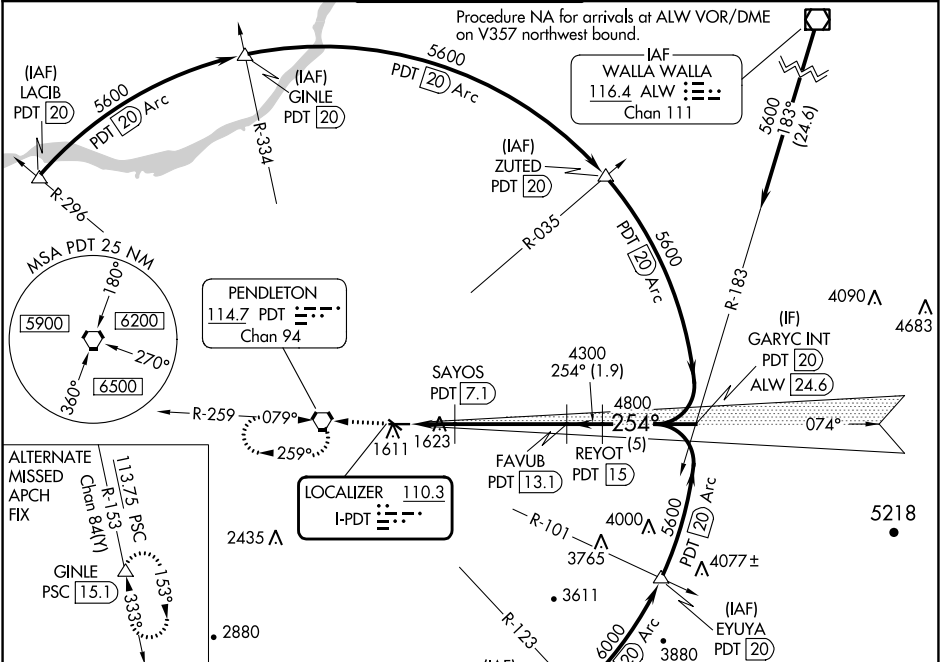 Procedure NA for arrivals at ALW VOR/DME
on V357 northwest bound.
IAF
WALLA WALLA
116.4 ALW
Chan 111
5600
183°
(24.6)
(IAF)
LACIB
PDT 20
5600
PDT 20 Arc
(IAF)
GINLE
PDT 20
5600
PDT 20 Arc
R-334
R-296
(IAF)
ZUTED
PDT 20
R-035
5600
PDT 20 Arc
R-183
MSA PDT 25 NM
180°
5900
6200
270°
360°
6500
PENDLETON
114.7 PDT
Chan 94
4090
4683
(IF)
GARYC INT
PDT 20
ALW 24.6
SAYOS
PDT 7.1
4300
254° (1.9)
4800
254°
(5)
074°
R-259
079°
259°
1611
1623
FAVUB
PDT 13.1
REYOT
PDT 15
LOCALIZER 110.3
I-PDT
ALTERNATE
MISSED
APCH
FIX
113.75 PSC
R-153
Chan 84(Y)
GINLE
PSC 15.1
153°
333°
2435
2880
R-101
4000
3765
5600
PDT 20 Arc
4077±
5218
3611
R-123
6000
20 Arc
3880
(IAF)
EYUYA
PDT 20